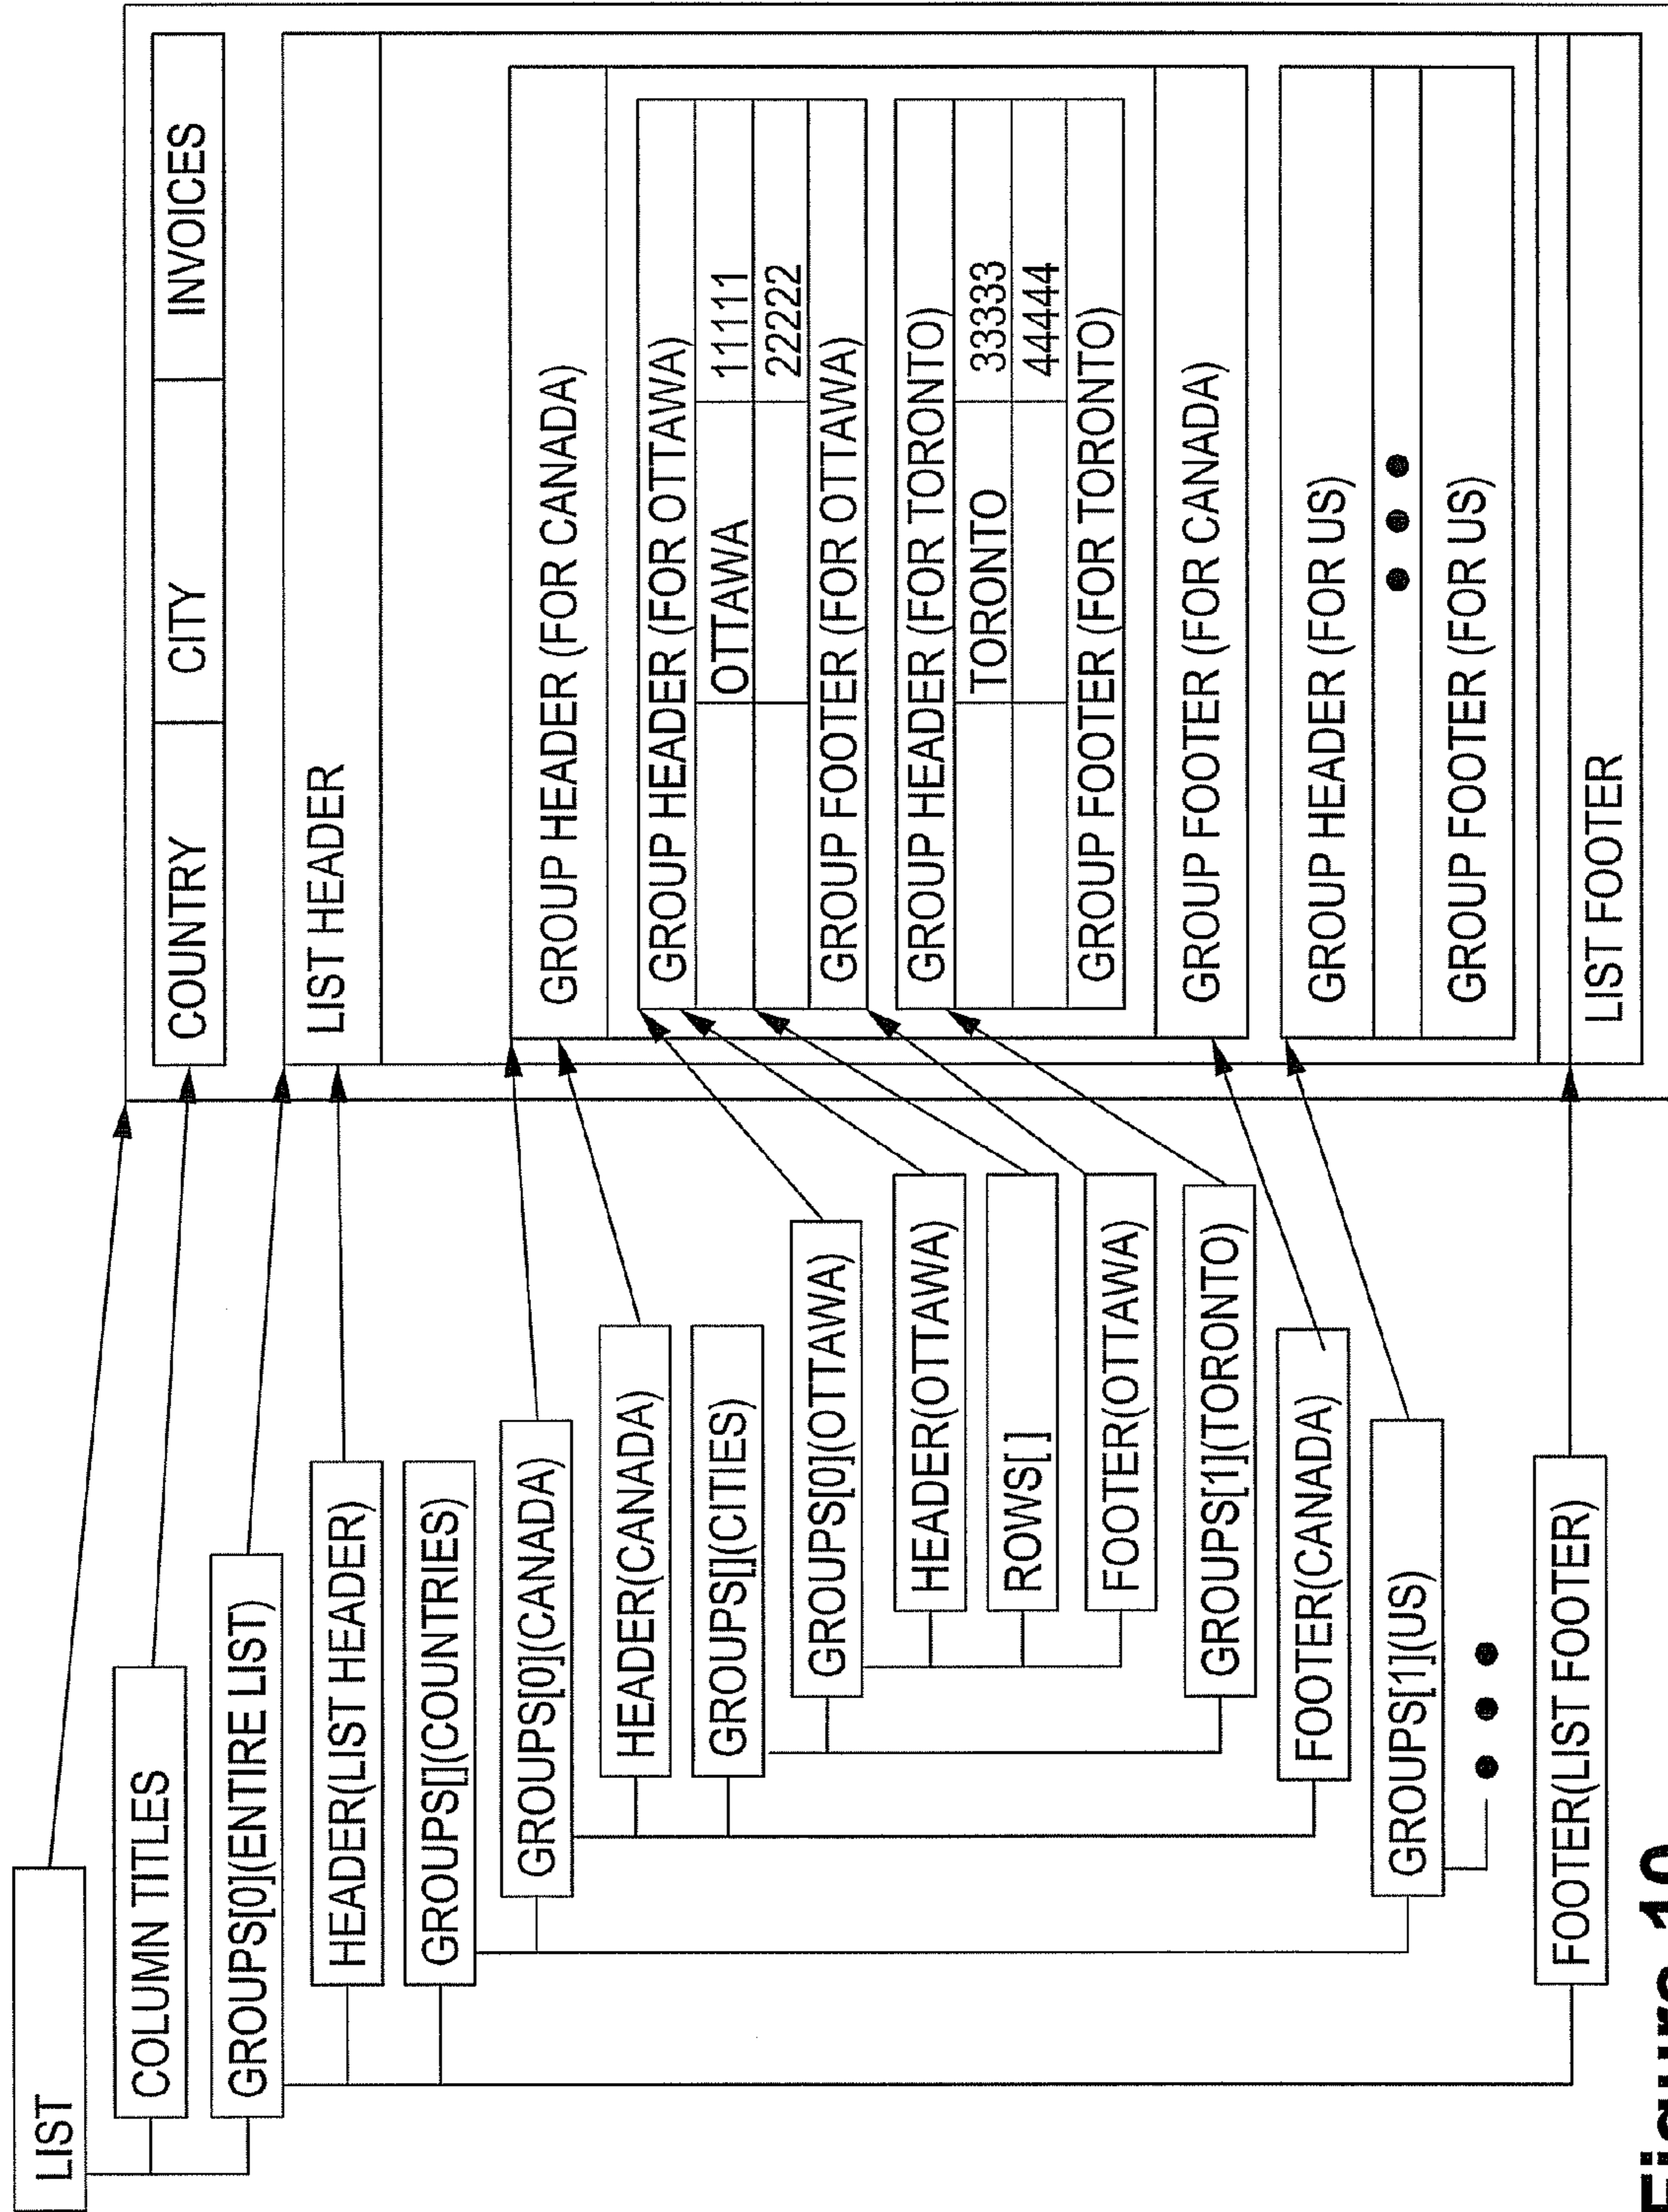 LIST
COLUMN TITLES
GROUPS[0](ENTIRE LIST)
HEADER(LIST HEADER)
GROUPS[](COUNTRIES)
GROUPS[0](CANADA)
HEADER(CANADA)
GROUPS[](CITIES)
GROUPS[0](OTTAWA)
HEADER(OTTAWA)
ROWS[ ]
FOOTER(OTTAWA)
GROUPS[1](TORONTO)
FOOTER(CANADA)
GROUPS[1](US)
FOOTER(LIST FOOTER)
COUNTRY CITY INVOICES
LIST HEADER
GROUP HEADER (FOR CANADA)
GROUP HEADER (FOR OTTAWA)
OTTAWA 11111
22222
GROUP FOOTER (FOR OTTAWA)
GROUP HEADER (FOR TORONTO)
TORONTO 33333
44444
GROUP FOOTER (FOR TORONTO)
GROUP FOOTER (FOR CANADA)
GROUP HEADER (FOR US)
GROUP FOOTER (FOR US)
LIST FOOTER
Figure 10